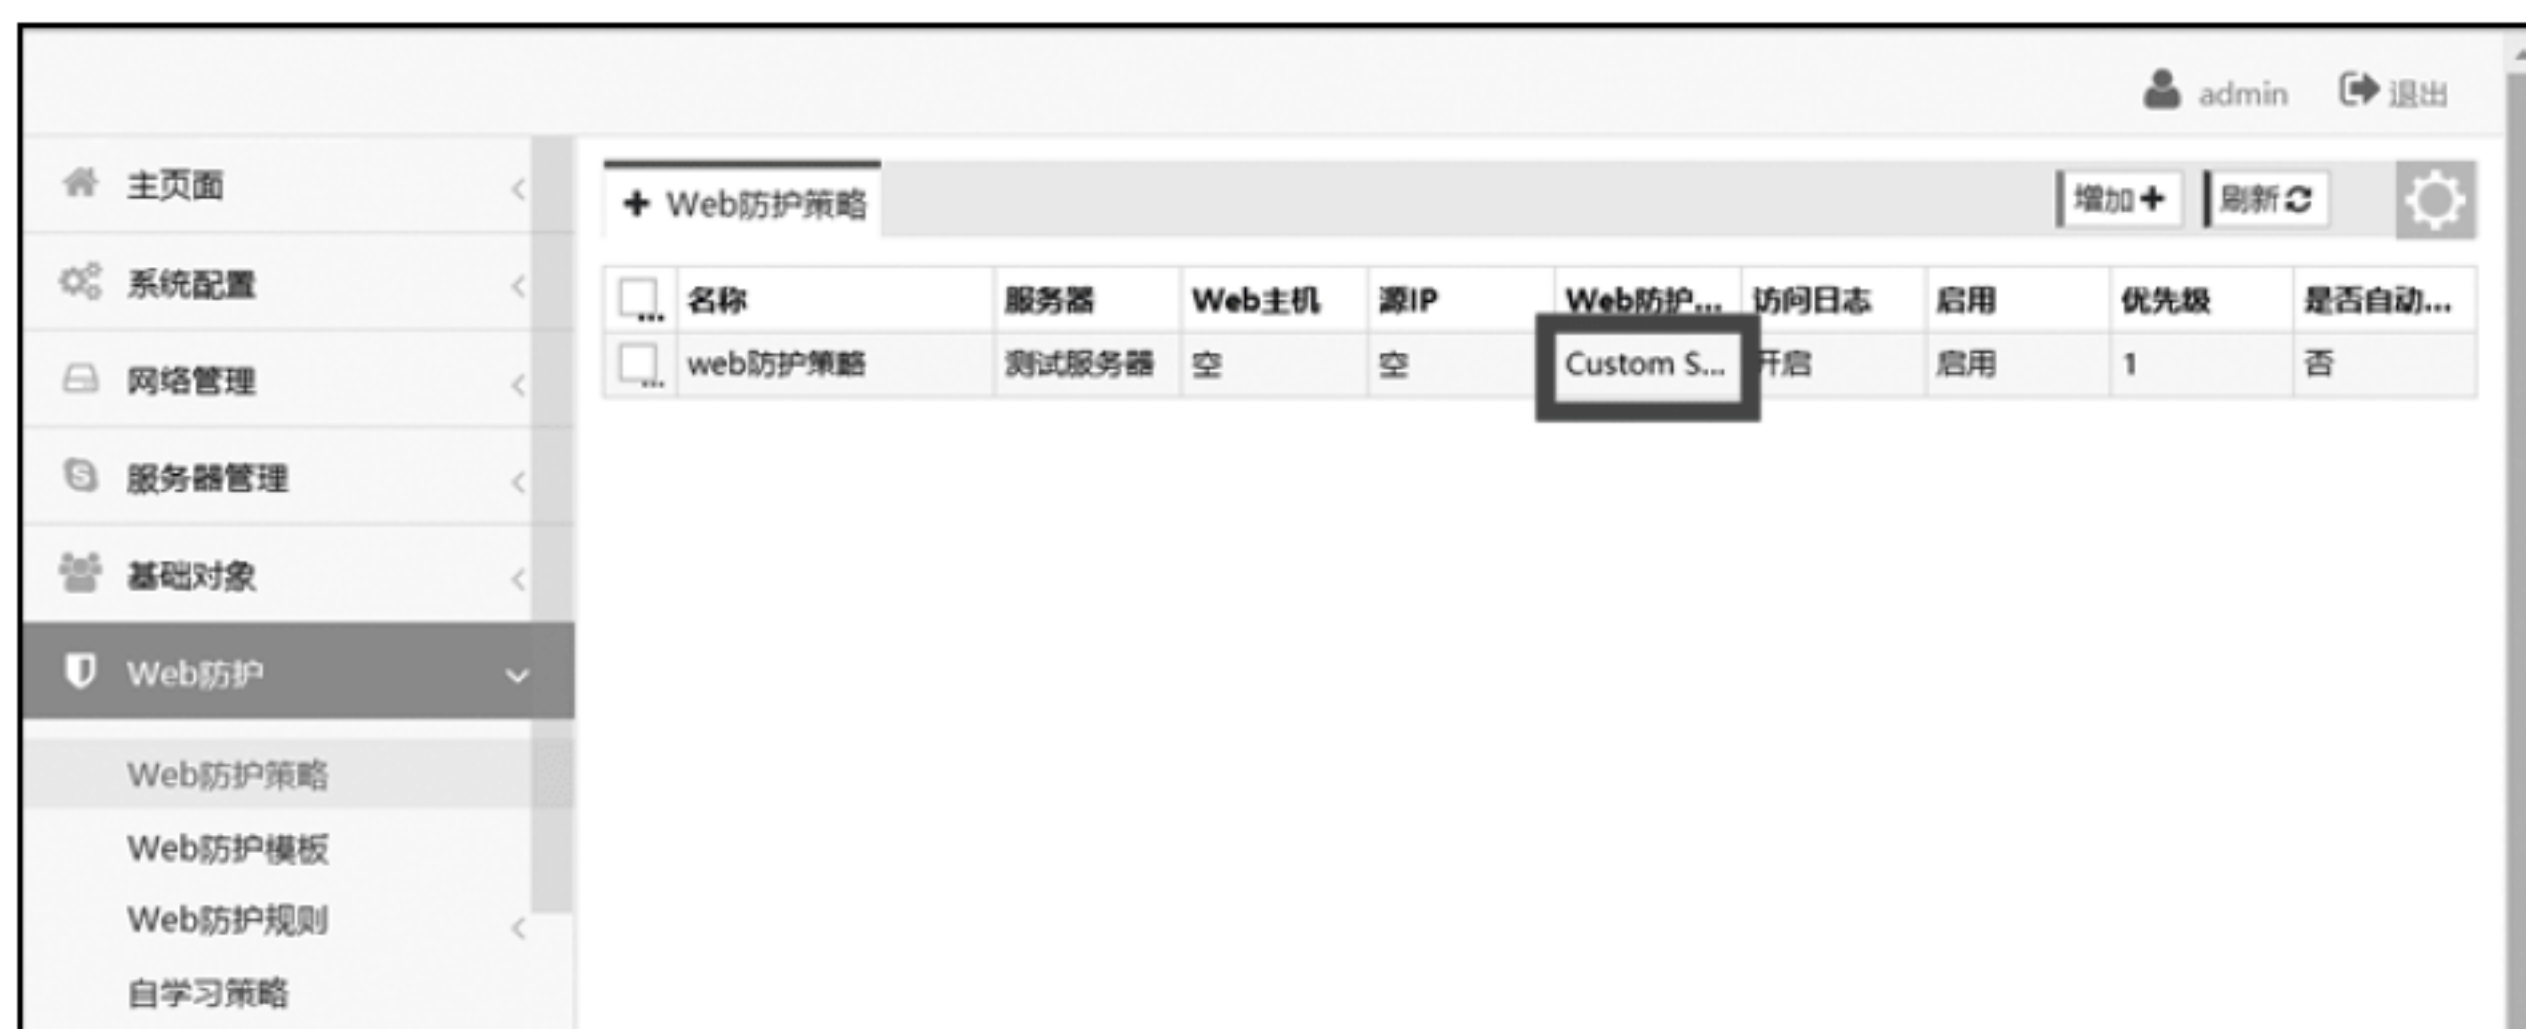 admin 退出
主页面
系统配置
网络管理
服务器管理
基础对象
Web防护
Web防护策略
Web防护模板
Web防护规则
自学习策略
Web防护策略 增加 刷新
名称 服务器 Web主机 源IP Web防护... 访问日志 启用 优先级 是否自动...
web防护策略 测试服务器 空 空 Custom S... 开启 启用 1 否